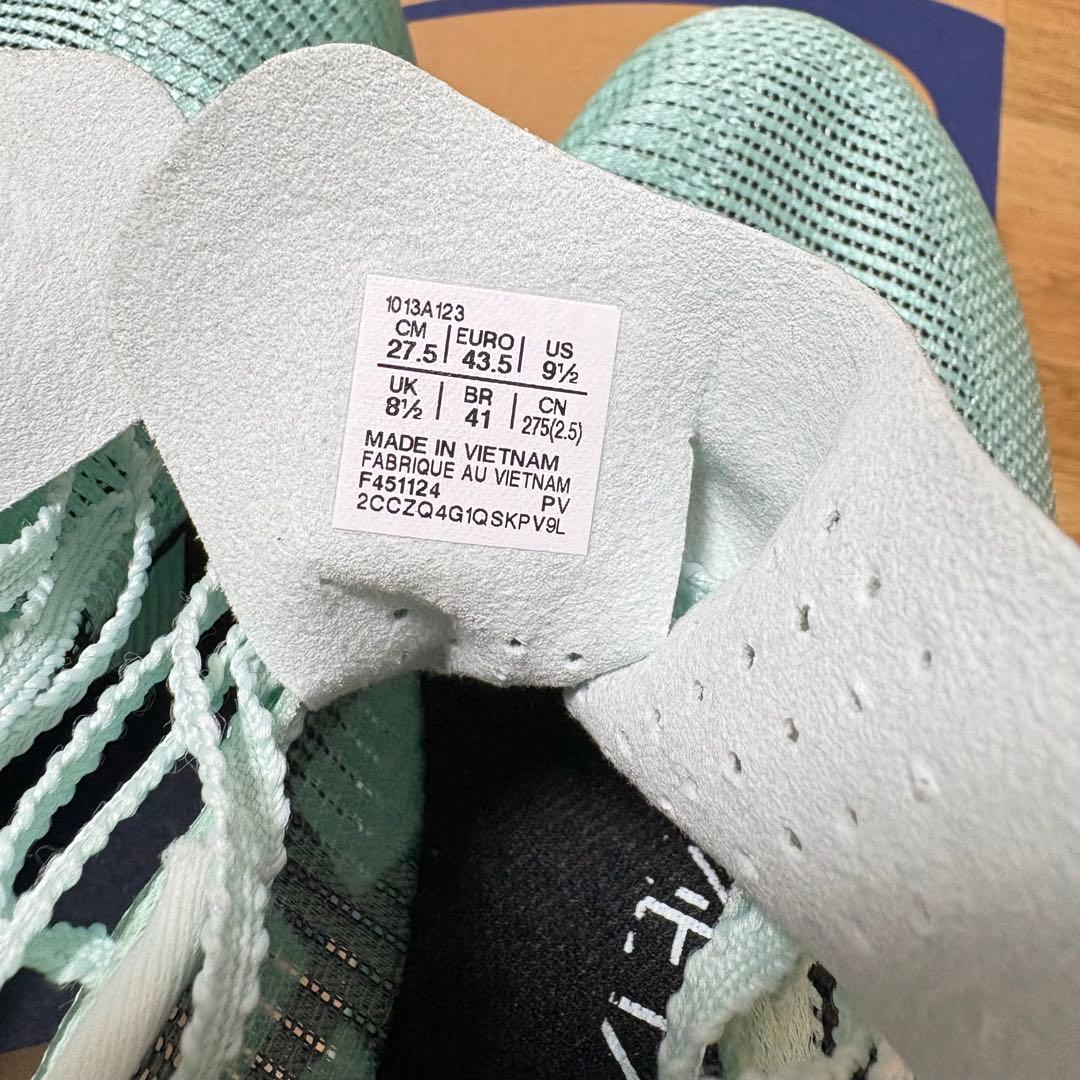 1013A123
CM | EURO | US
27.5 | 43.5 | 9½
UK | BR | CN
8½ | 41 | 275(2.5)
MADE IN VIETNAM
FABRIQUE AU VIETNAM
F451124 PV
2CCZQ4G1QSKPV9L